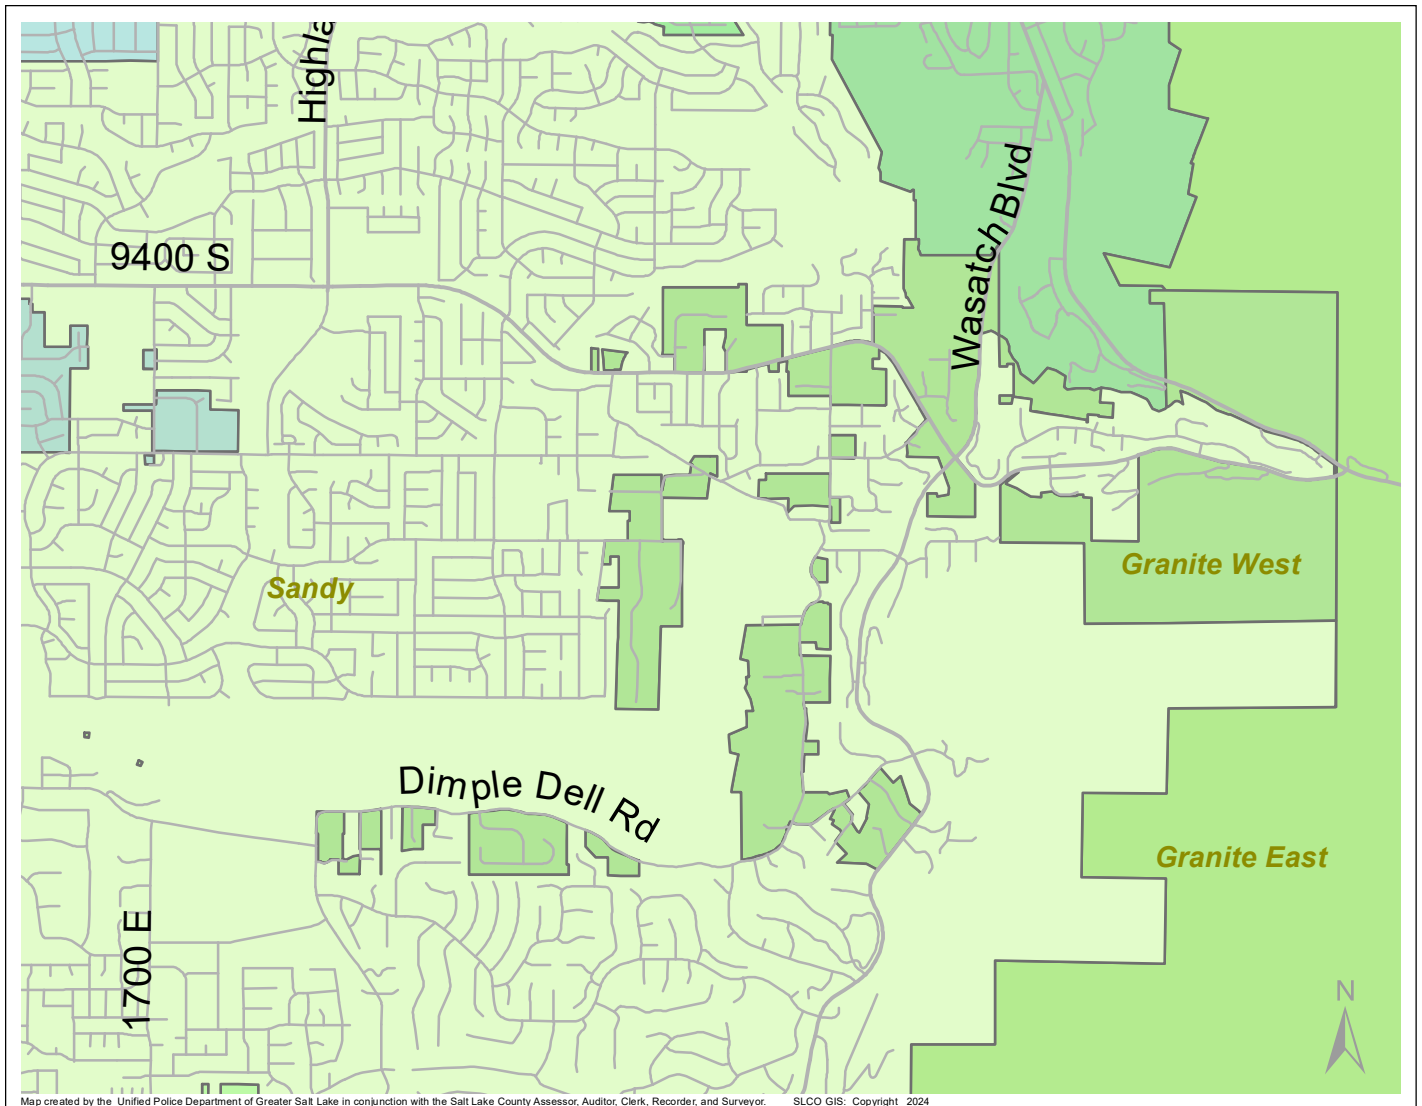 Highla
Wasatch Blvd
9400 S
Sandy
Granite West
Dimple Dell Rd
Granite East
1700 E
N
Map created by the Unified Police Department of Greater Salt Lake in conjunction with the Salt Lake County Assessor, Auditor, Clerk, Recorder, and Surveyor. SLCO GIS: Copyright 2024